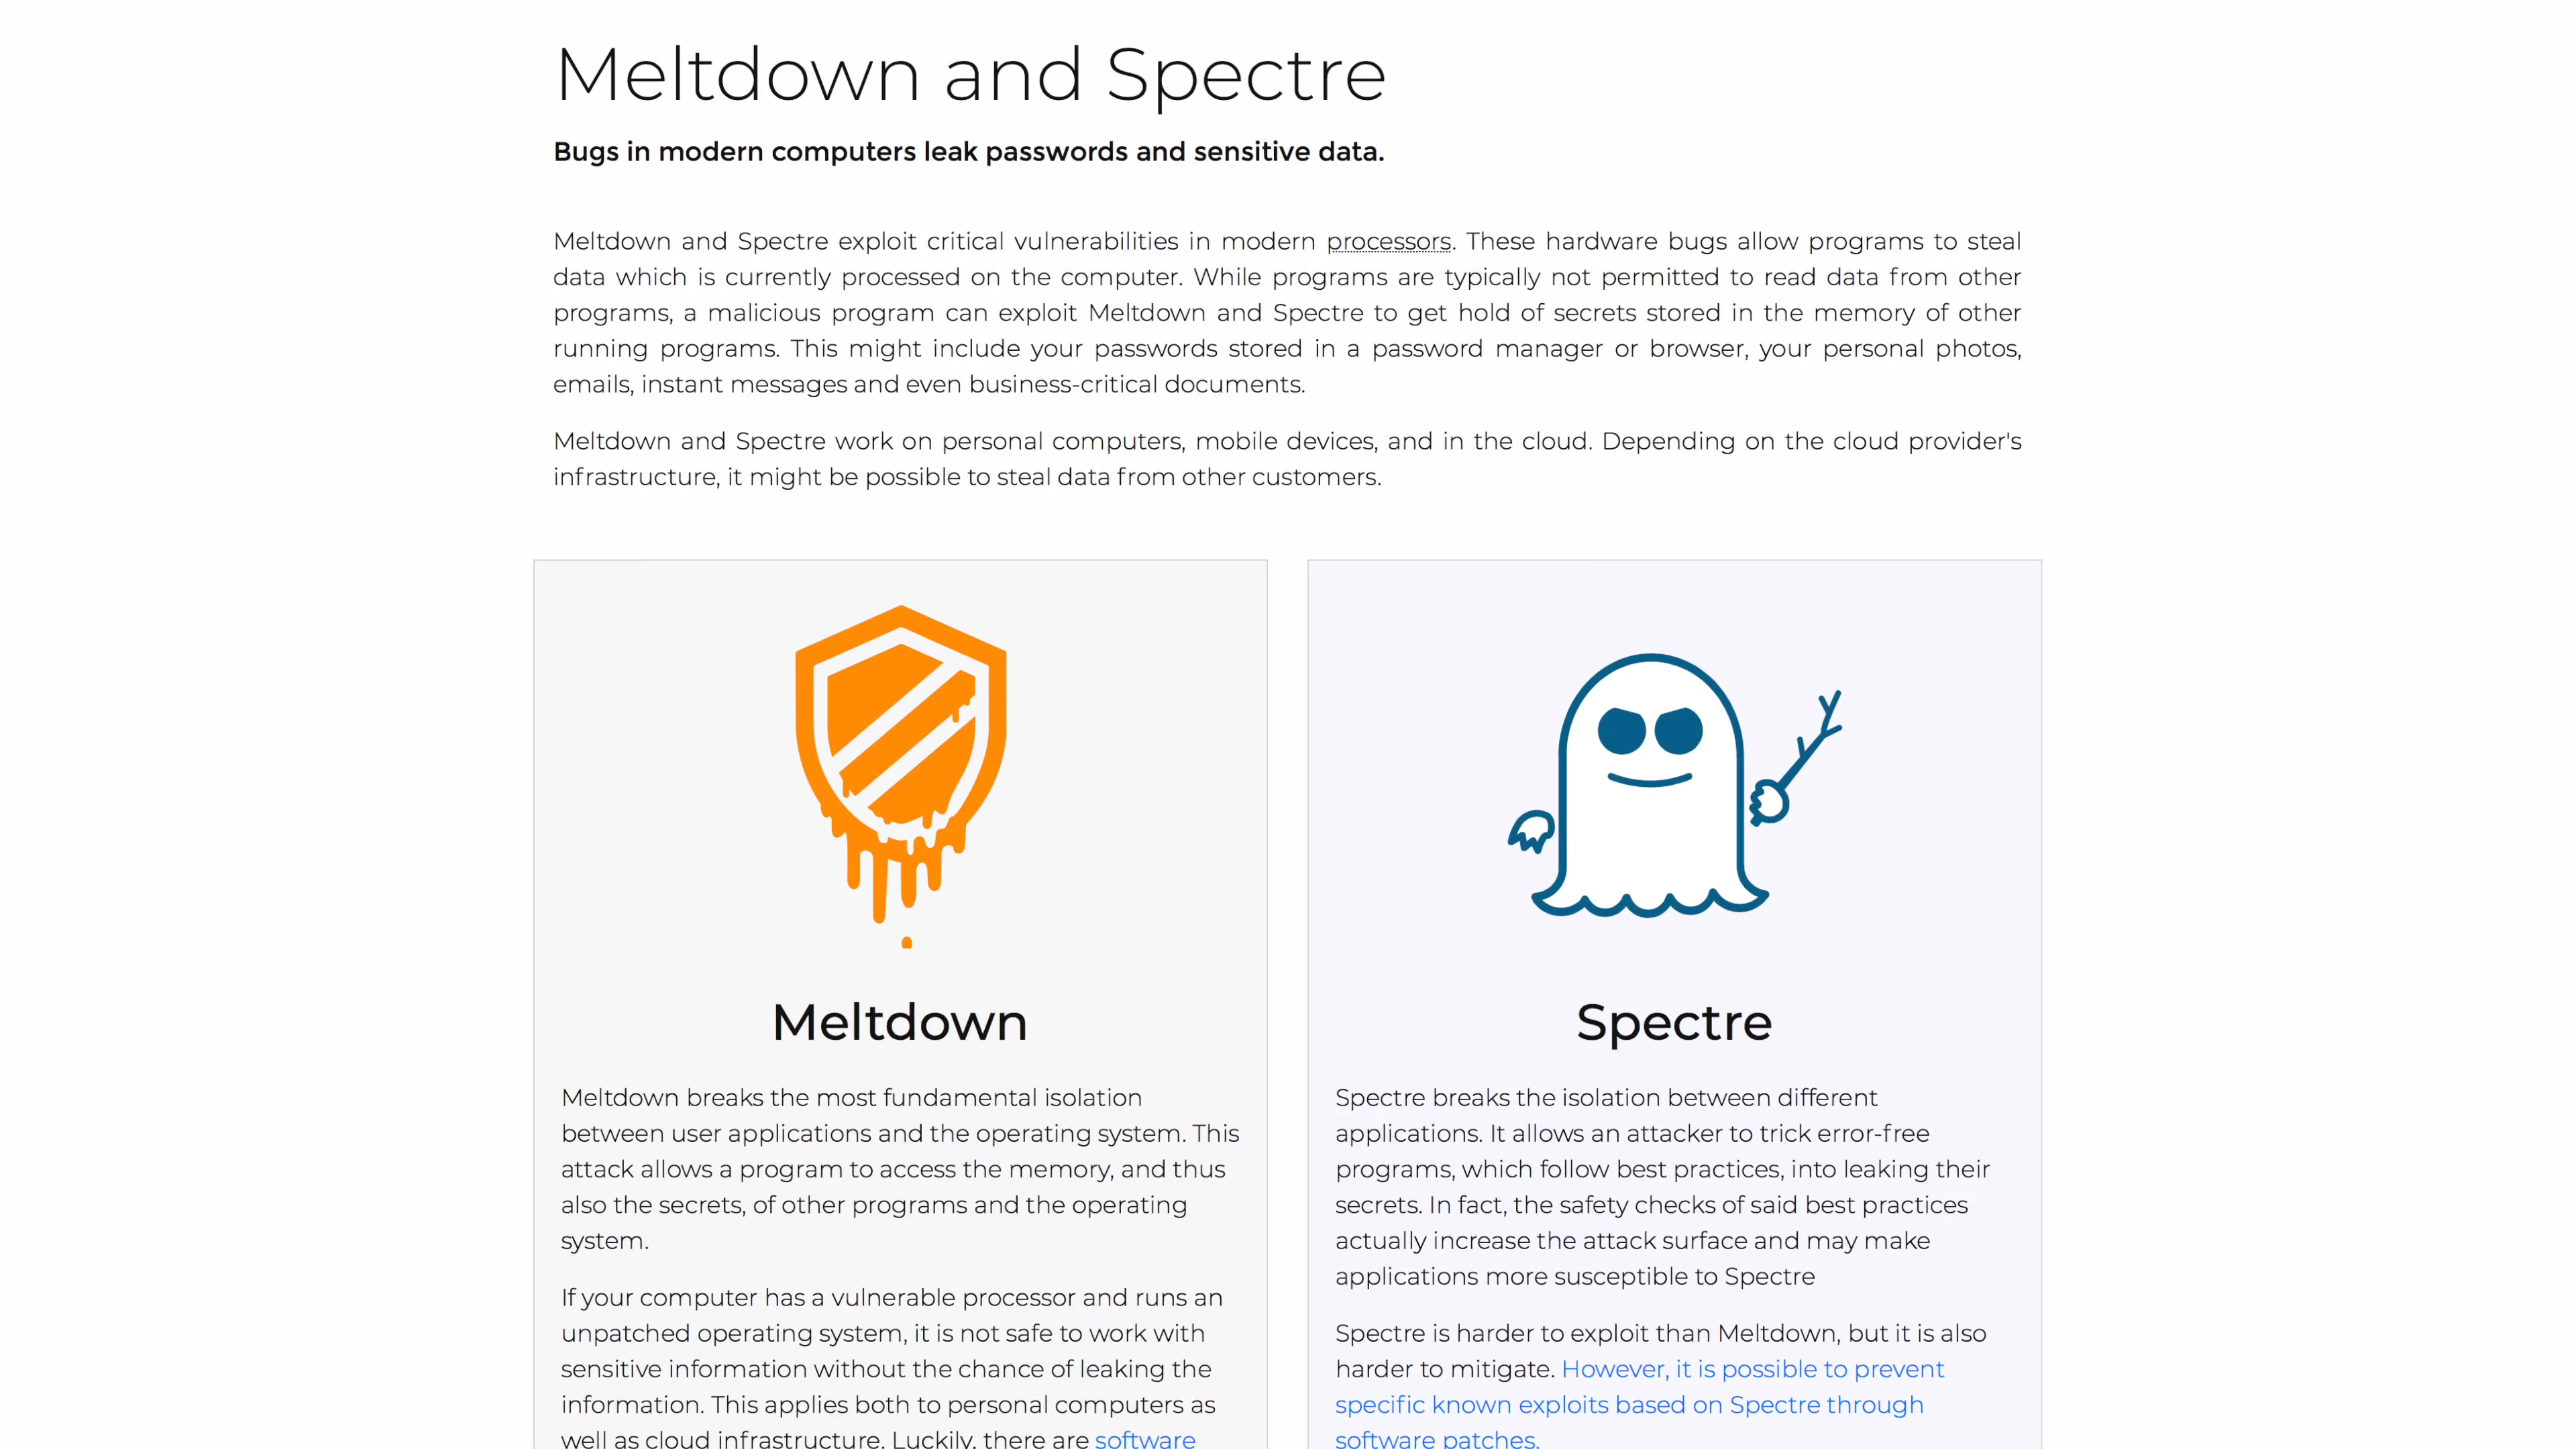 Meltdown and Spectre
Bugs in modern computers leak passwords and sensitive data.
Meltdown and Spectre exploit critical vulnerabilities in modern processors. These hardware bugs allow programs to steal
data which is currently processed on the computer. While programs are typically not permitted to read data from other
programs, a malicious program can exploit Meltdown and Spectre to get hold of secrets stored in the memory of other
running programs. This might include your passwords stored in a password manager or browser, your personal photos,
emails, instant messages and even business-critical documents.
Meltdown and Spectre work on personal computers, mobile devices, and in the cloud. Depending on the cloud provider's
infrastructure, it might be possible to steal data from other customers.
Meltdown
Meltdown breaks the most fundamental isolation
between user applications and the operating system. This
attack allows a program to access the memory, and thus
also the secrets, of other programs and the operating
system.
If your computer has a vulnerable processor and runs an
unpatched operating system, it is not safe to work with
sensitive information without the chance of leaking the
information. This applies both to personal computers as
well as cloud infrastructure. Luckily, there are software
Spectre
Spectre breaks the isolation between different
applications. It allows an attacker to trick error-free
programs, which follow best practices, into leaking their
secrets. In fact, the safety checks of said best practices
actually increase the attack surface and may make
applications more susceptible to Spectre
Spectre is harder to exploit than Meltdown, but it is also
harder to mitigate. However, it is possible to prevent
specific known exploits based on Spectre through
software patches.